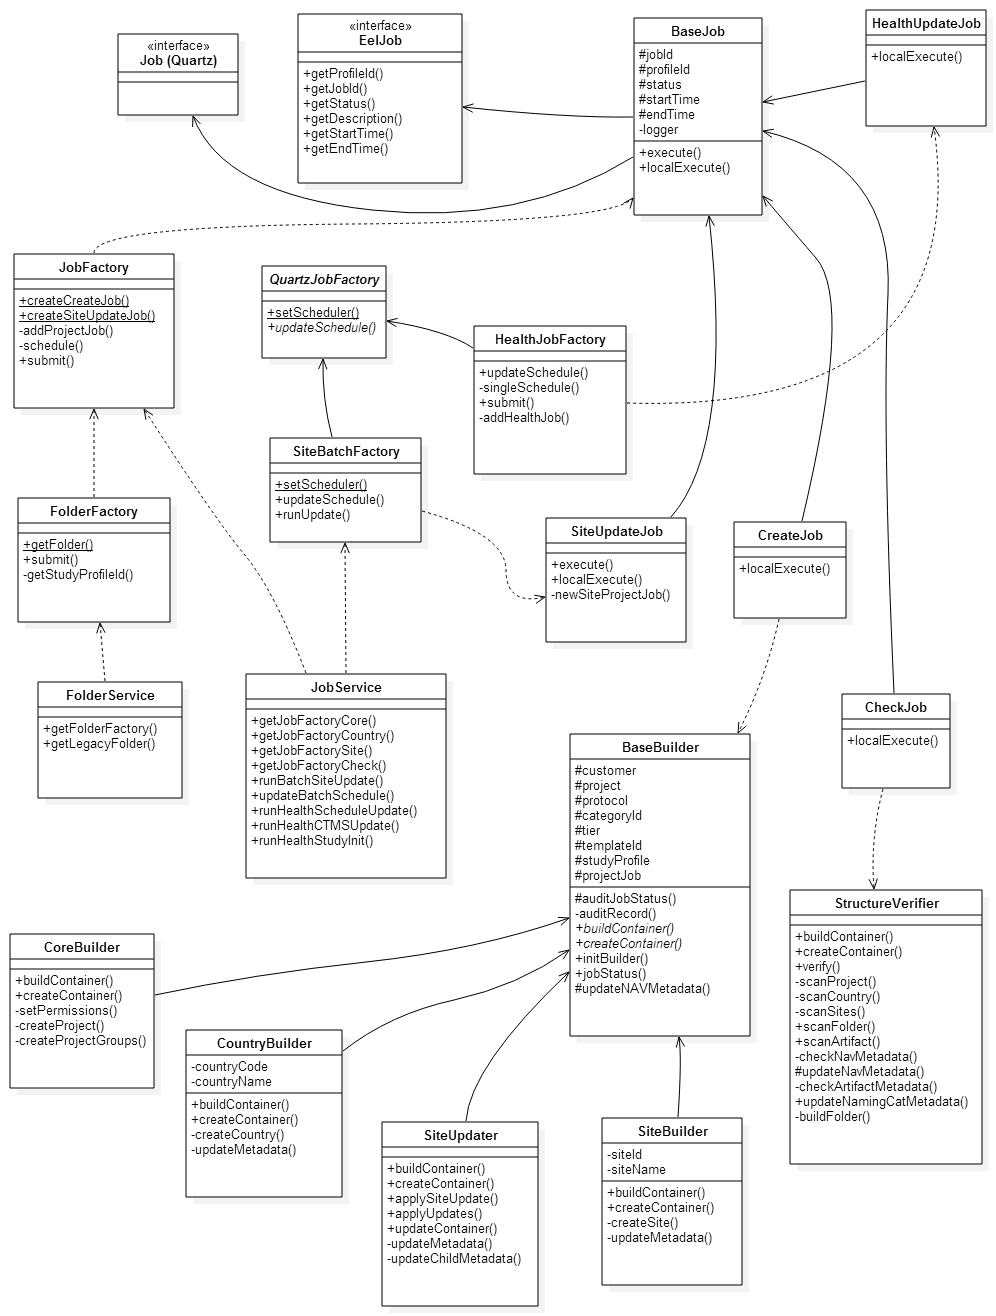 «interface»
Job (Quartz)
«interface»
EelJob
+getProfileId()
+getJobId()
+getStatus()
+getDescription()
+getStartTime()
+getEndTime()
BaseJob
#jobId
#profileId
#status
#startTime
#endTime
-logger
+execute()
+localExecute()
HealthUpdateJob
+localExecute()
JobFactory
+createCreateJob()
+createSiteUpdateJob()
-addProjectJob()
-schedule()
+submit()
QuartzJobFactory
+setScheduler()
+updateSchedule()
HealthJobFactory
+updateSchedule()
-singleSchedule()
+submit()
-addHealthJob()
SiteBatchFactory
+setScheduler()
+updateSchedule()
+runUpdate()
FolderFactory
+getFolder()
+submit()
-getStudyProfileId()
SiteUpdateJob
+execute()
+localExecute()
-newSiteProjectJob()
CreateJob
+localExecute()
FolderService
+getFolderFactory()
+getLegacyFolder()
JobService
+getJobFactoryCore()
+getJobFactoryCountry()
+getJobFactorySite()
+getJobFactoryCheck()
+runBatchSiteUpdate()
+updateBatchSchedule()
+runHealthScheduleUpdate()
+runHealthCTMSUpdate()
+runHealthStudyInit()
CheckJob
+localExecute()
BaseBuilder
#customer
#project
#protocol
#categoryId
#tier
#templateId
#studyProfile
#projectJob
#auditJobStatus()
-auditRecord()
+buildContainer()
+createContainer()
+initBuilder()
+jobStatus()
#updateNAVMetadata()
StructureVerifier
+buildContainer()
+createContainer()
+verify()
-scanProject()
-scanCountry()
-scanSites()
+scanFolder()
+scanArtifact()
-checkNavMetadata()
#updateNavMetadata()
-checkArtifactMetadata()
+updateNamingCatMetadata()
-buildFolder()
CoreBuilder
+buildContainer()
+createContainer()
-setPermissions()
-createProject()
-createProjectGroups()
CountryBuilder
-countryCode
-countryName
+buildContainer()
+createContainer()
-createCountry()
-updateMetadata()
SiteUpdater
+buildContainer()
+createContainer()
+applySiteUpdate()
+applyUpdates()
+updateContainer()
-updateMetadata()
-updateChildMetadata()
SiteBuilder
-siteId
-siteName
+buildContainer()
+createContainer()
-createSite()
-updateMetadata()